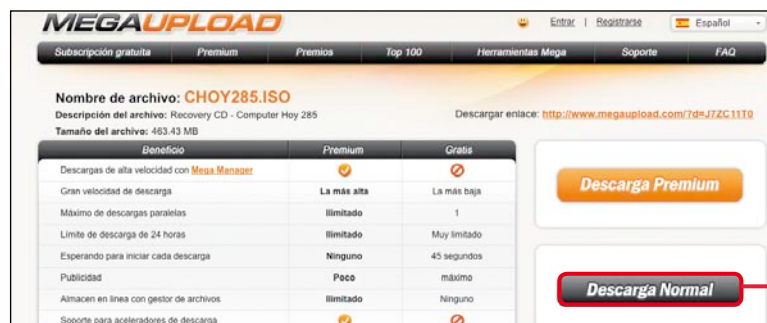 MEGAUPLOAD
Entrar | Registrarse Español
Subscripción gratuita Premium Premios Top 100 Herramientas Mega Soporte FAQ
Nombre de archivo: CHOY285.ISO
Descripción del archivo: Recovery CD - Computer Hoy 285
Descargar enlace: http://www.megaupload.com/?d=J7ZC11T0
Tamaño del archivo: 463.43 MB
Beneficio Premium Gratis
Descargas de alta velocidad con Mega Manager
Gran velocidad de descarga La más alta La más baja
Máximo de descargas paralelas Ilimitado 1
Límite de descarga de 24 horas Ilimitado Muy limitado
Esperando para iniciar cada descarga Ninguno 45 segundos
Publicidad Poco máximo
Almacen en linea con gestor de archivos Ilimitado Ninguno
Soporte para aceleradores de descarga
Descarga Premium
Descarga Normal